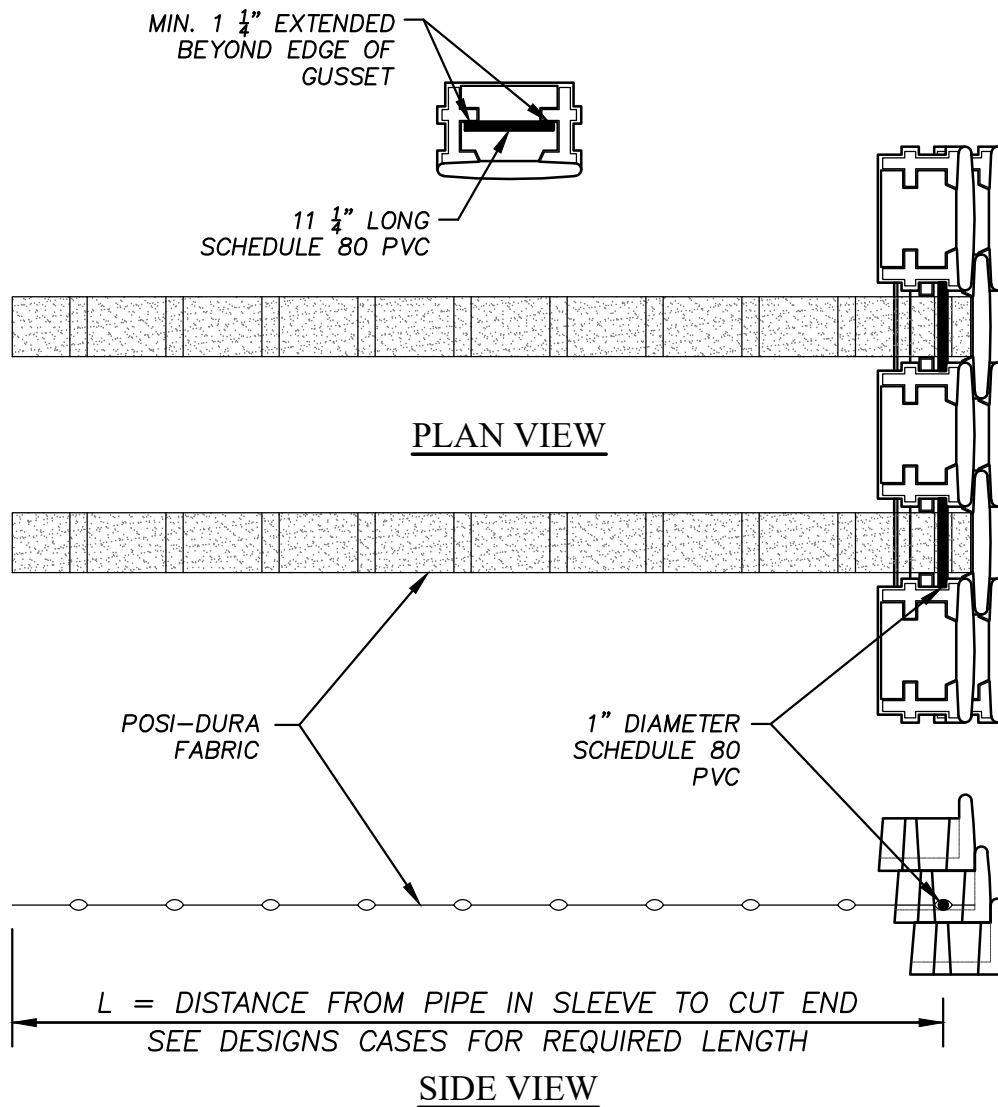 MIN. 1 1/4" EXTENDED
BEYOND EDGE OF
GUSSET
11 1/4" LONG
SCHEDULE 80 PVC
PLAN VIEW
POSI-DURA
FABRIC
1" DIAMETER
SCHEDULE 80
PVC
L = DISTANCE FROM PIPE IN SLEEVE TO CUT END
SEE DESIGNS CASES FOR REQUIRED LENGTH
SIDE VIEW